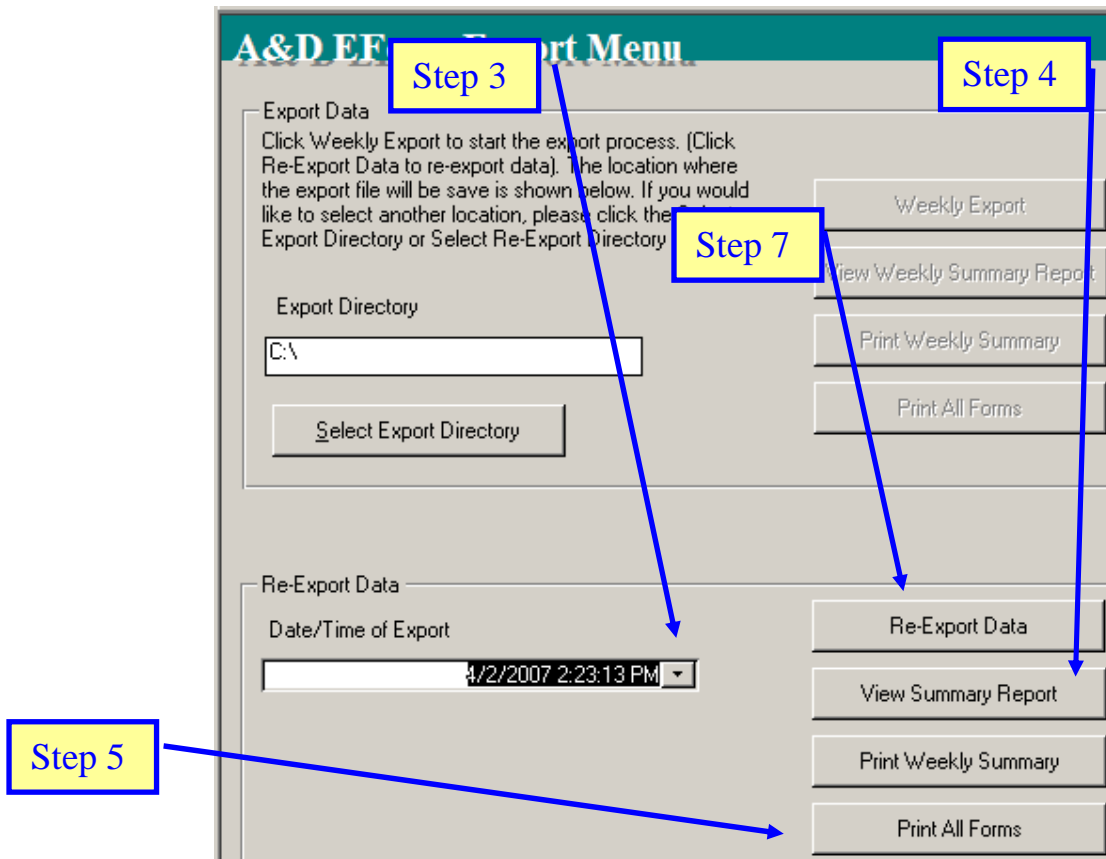 A&D EF rt Menu
Step 3
Step 4
Export Data
Click Weekly Export to start the export process. (Click
Re-Export Data to re-export data). The location where
the export file will be save is shown below. If you would
like to select another location, please click the
Export Directory or Select Re-Export Directory
Step 7
Weekly Export
View Weekly Summary Report
Print Weekly Summary
Print All Forms
Export Directory
C:\
Select Export Directory
Re-Export Data
Date/Time of Export
4/2/2007 2:23:13 PM
Re-Export Data
View Summary Report
Print Weekly Summary
Print All Forms
Step 5